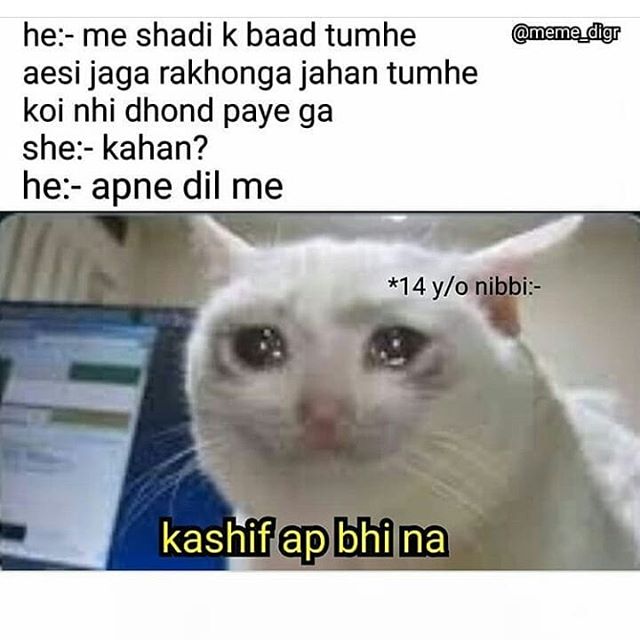 he:- me shadi k baad tumhe
@meme_digr
aesi jaga rakhonga jahan tumhe
koi nhi dhond paye ga
she:- kahan?
he:- apne dil me
*14 y/o nibbi:-
kashif ap bhi na